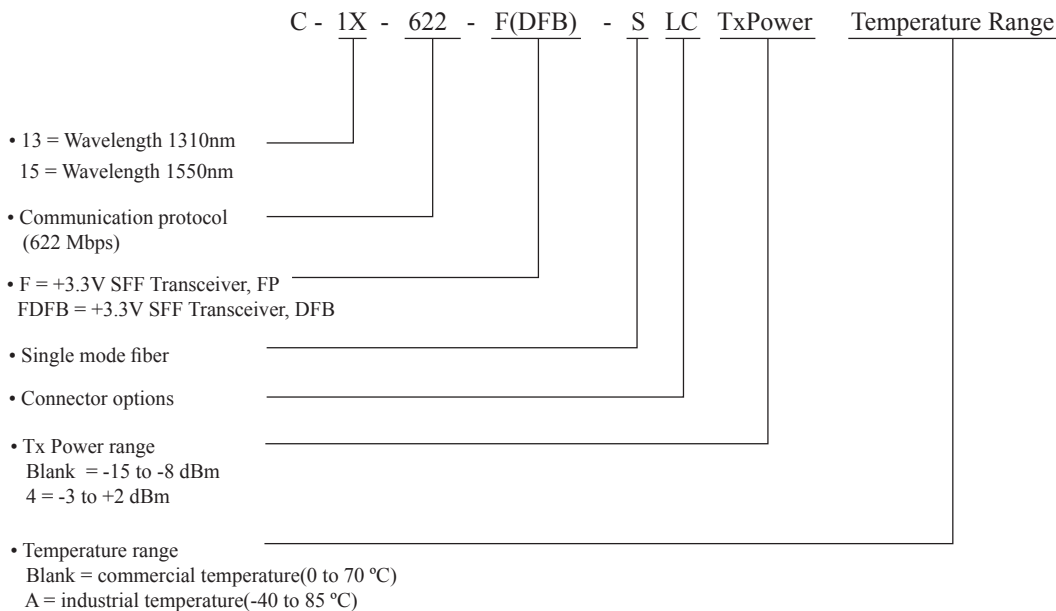 C - 1X - 622 - F(DFB) - S LC TxPower Temperature Range
• 13 = Wavelength 1310nm
15 = Wavelength 1550nm
• Communication protocol
(622 Mbps)
• F = +3.3V SFF Transceiver, FP
FDFB = +3.3V SFF Transceiver, DFB
• Single mode fiber
• Connector options
• Tx Power range
Blank = -15 to -8 dBm
4 = -3 to +2 dBm
• Temperature range
Blank = commercial temperature(0 to 70 ºC)
A = industrial temperature(-40 to 85 ºC)